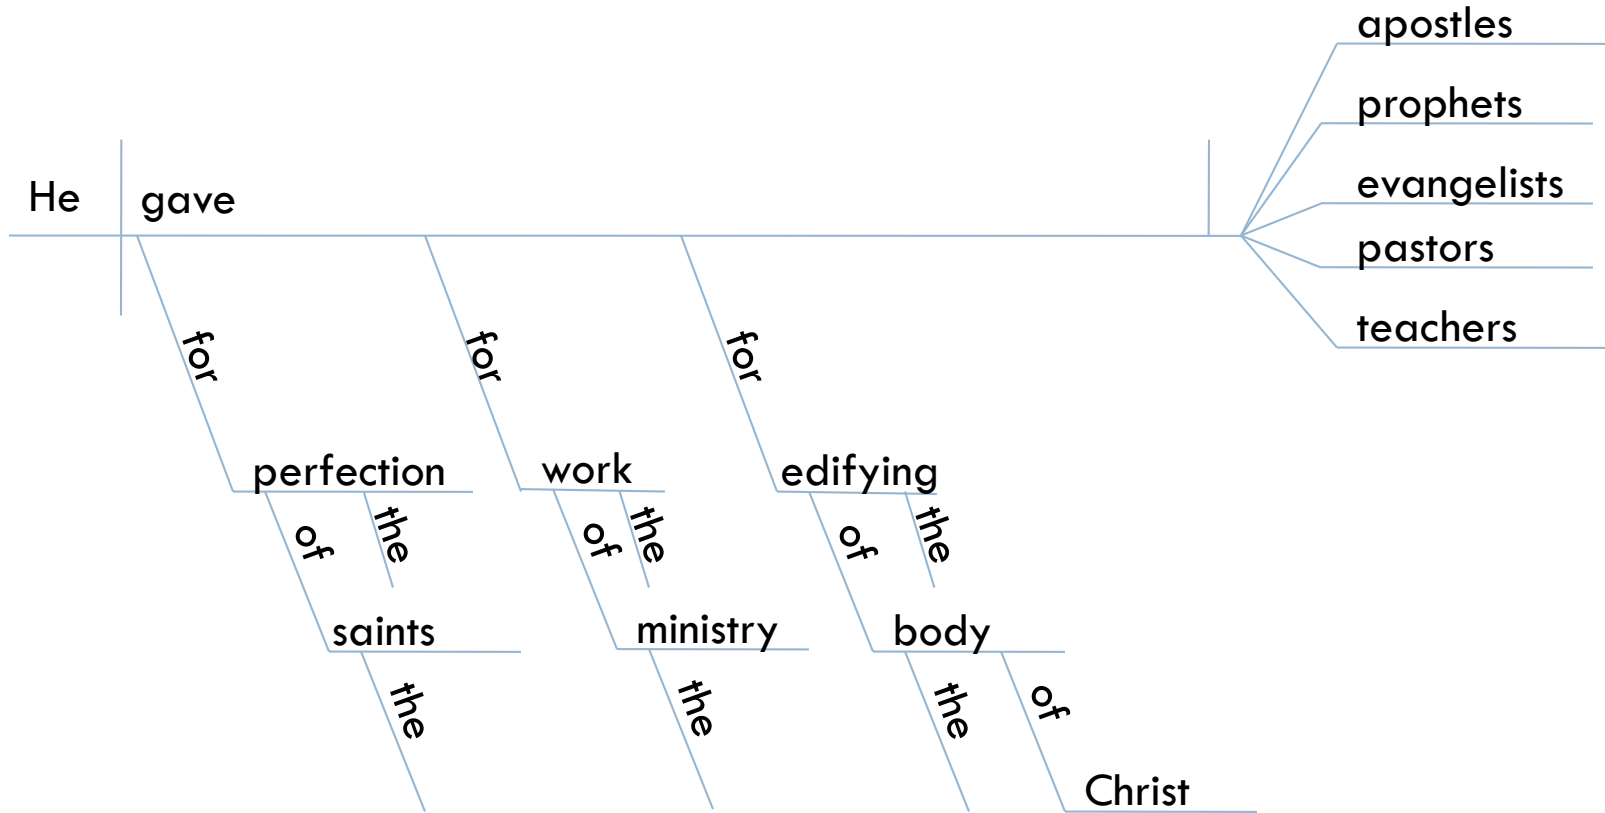 apostles
prophets
He gave evangelists
pastors
teachers
for for for
perfection work edifying
of the of the of the
saints ministry body
the the the of
Christ